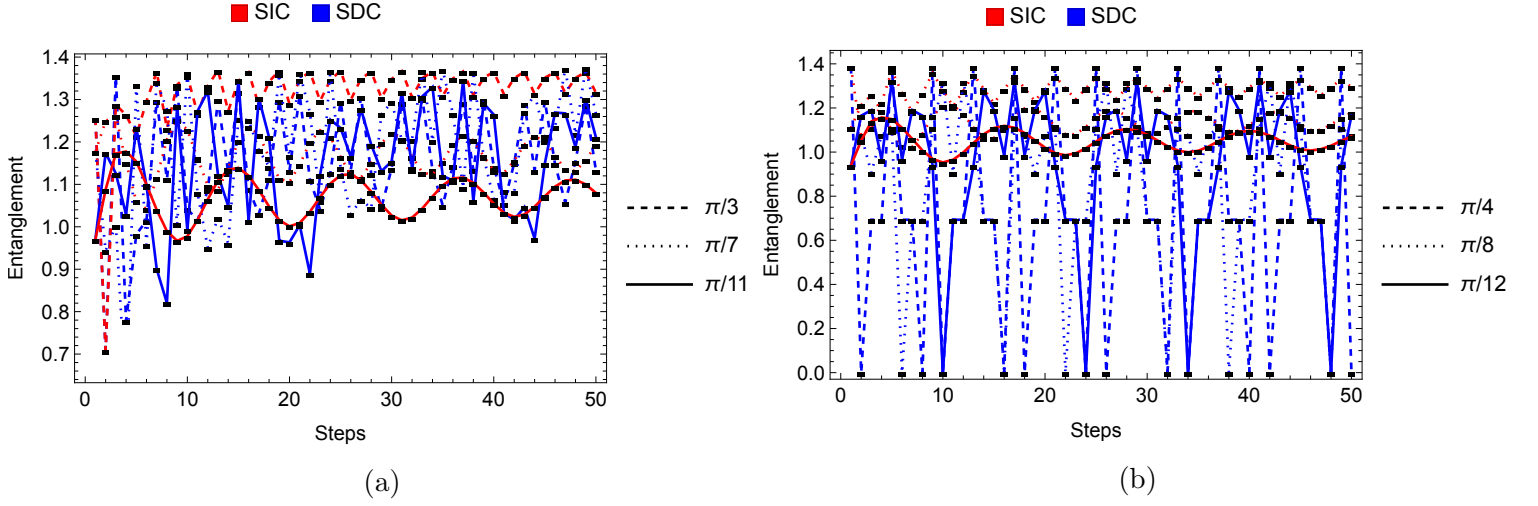 SIC SDC
1.4
1.3
1.2
1.1
1.0
0.9
0.8
0.7
Entanglement
0 10 20 30 40 50
Steps
π/3
π/7
π/11
(a)
SIC SDC
1.4
1.2
1.0
0.8
0.6
0.4
0.2
0.0
Entanglement
0 10 20 30 40 50
Steps
π/4
π/8
π/12
(b)